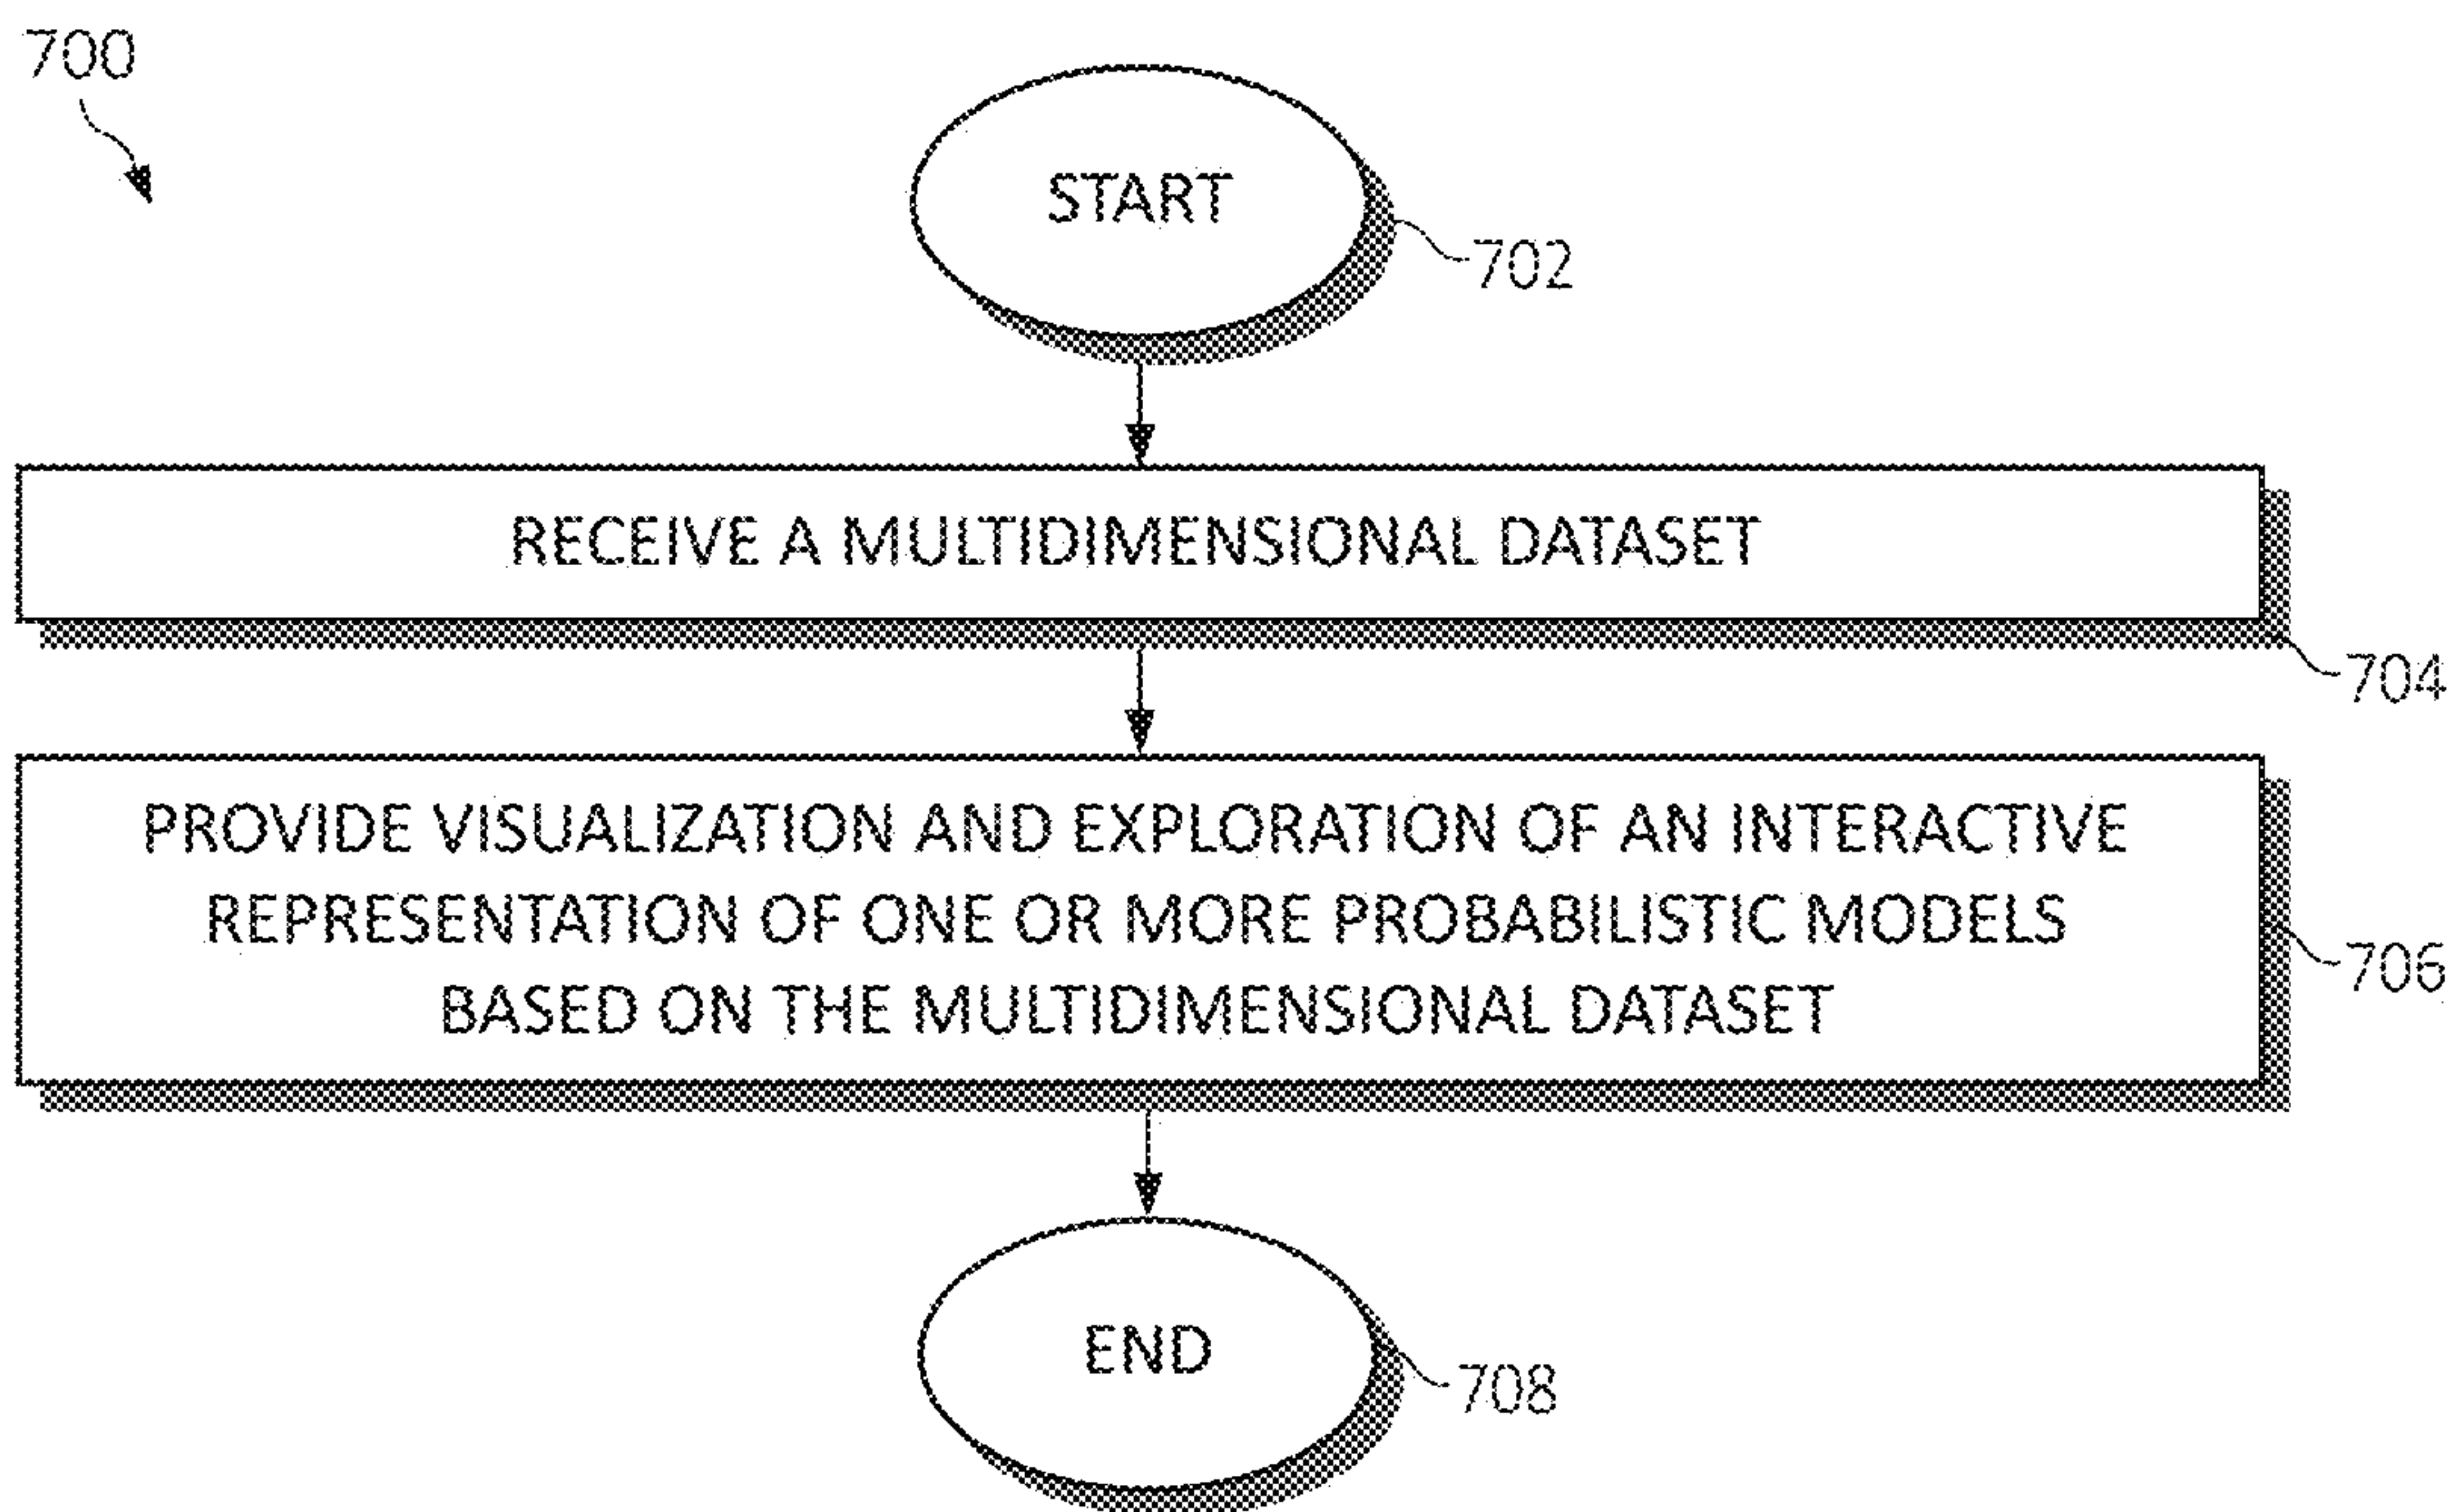 700
START
702
RECEIVE A MULTIDIMENSIONAL DATASET
704
PROVIDE VISUALIZATION AND EXPLORATION OF AN INTERACTIVE
REPRESENTATION OF ONE OR MORE PROBABILISTIC MODELS
BASED ON THE MULTIDIMENSIONAL DATASET
706
END
708